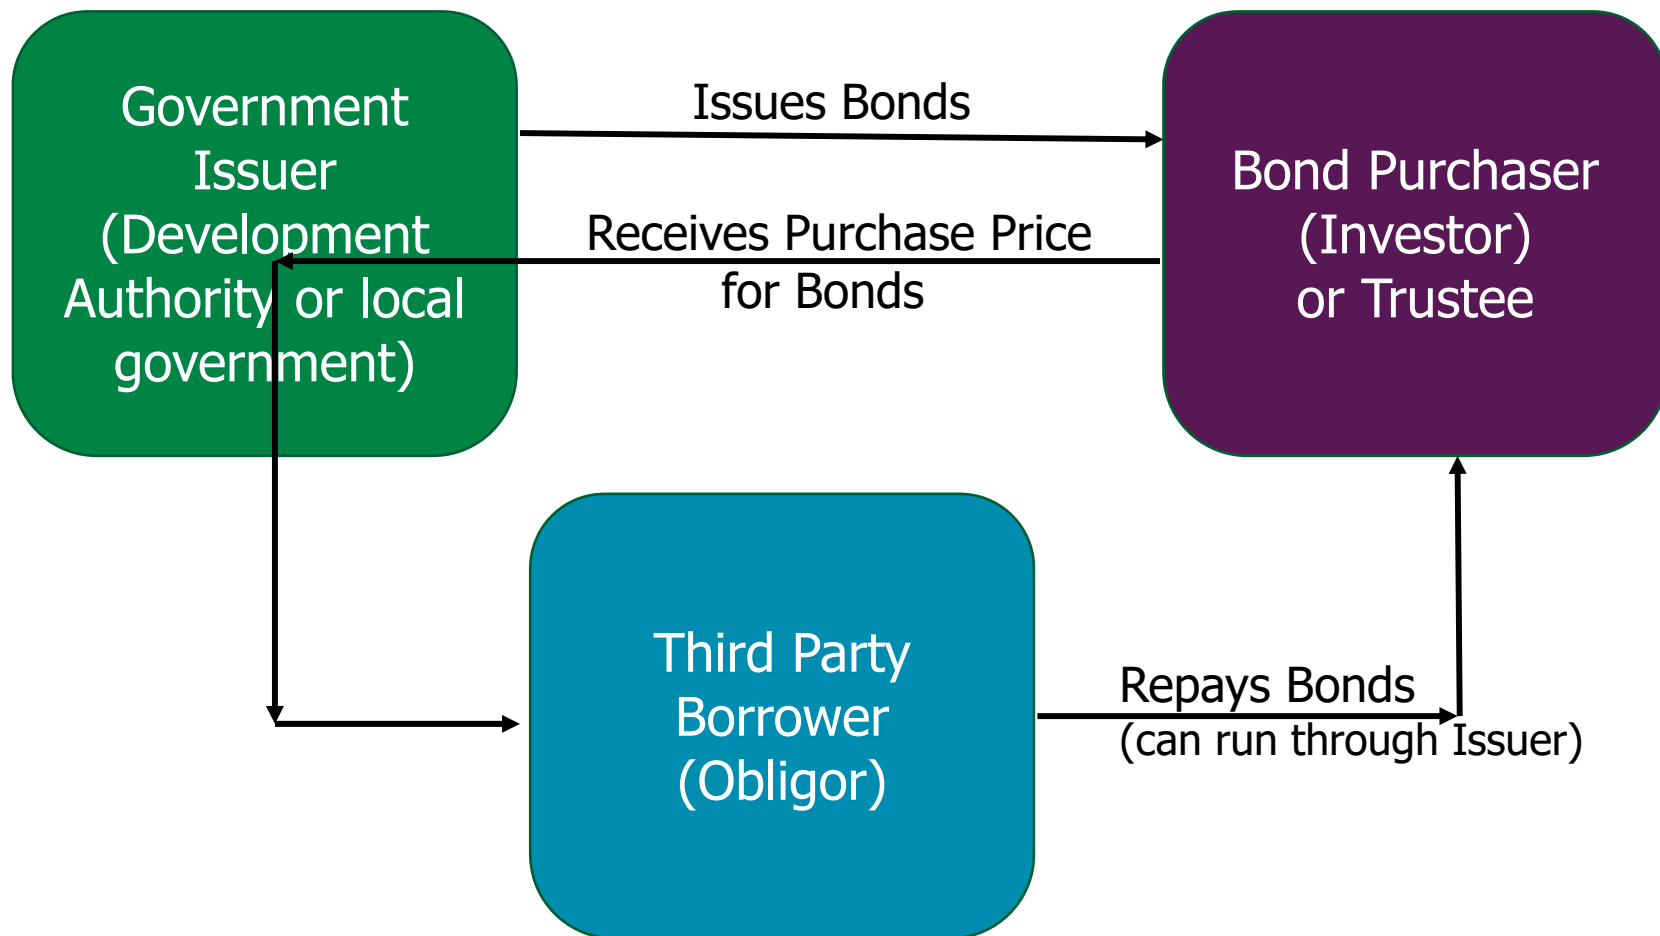 Government
Issuer
(Development
Authority or local
government)
Issues Bonds
Receives Purchase Price
for Bonds
Bond Purchaser
(Investor)
or Trustee
Third Party
Borrower
(Obligor)
Repays Bonds
(can run through Issuer)